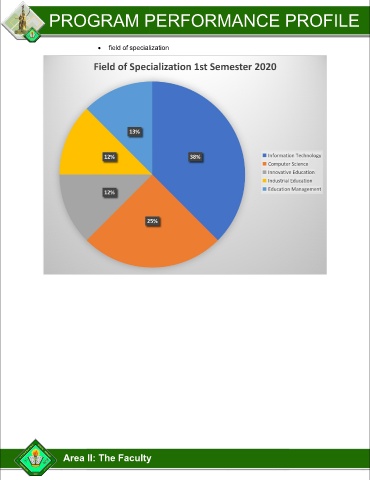 PROGRAM PERFORMANCE PROFILE
• field of specialization
Field of Specialization 1st Semester 2020
13%
38%
12%
12%
25%
Information Technology
Computer Science
Innovative Education
Industrial Education
Education Management
Area II: The Faculty